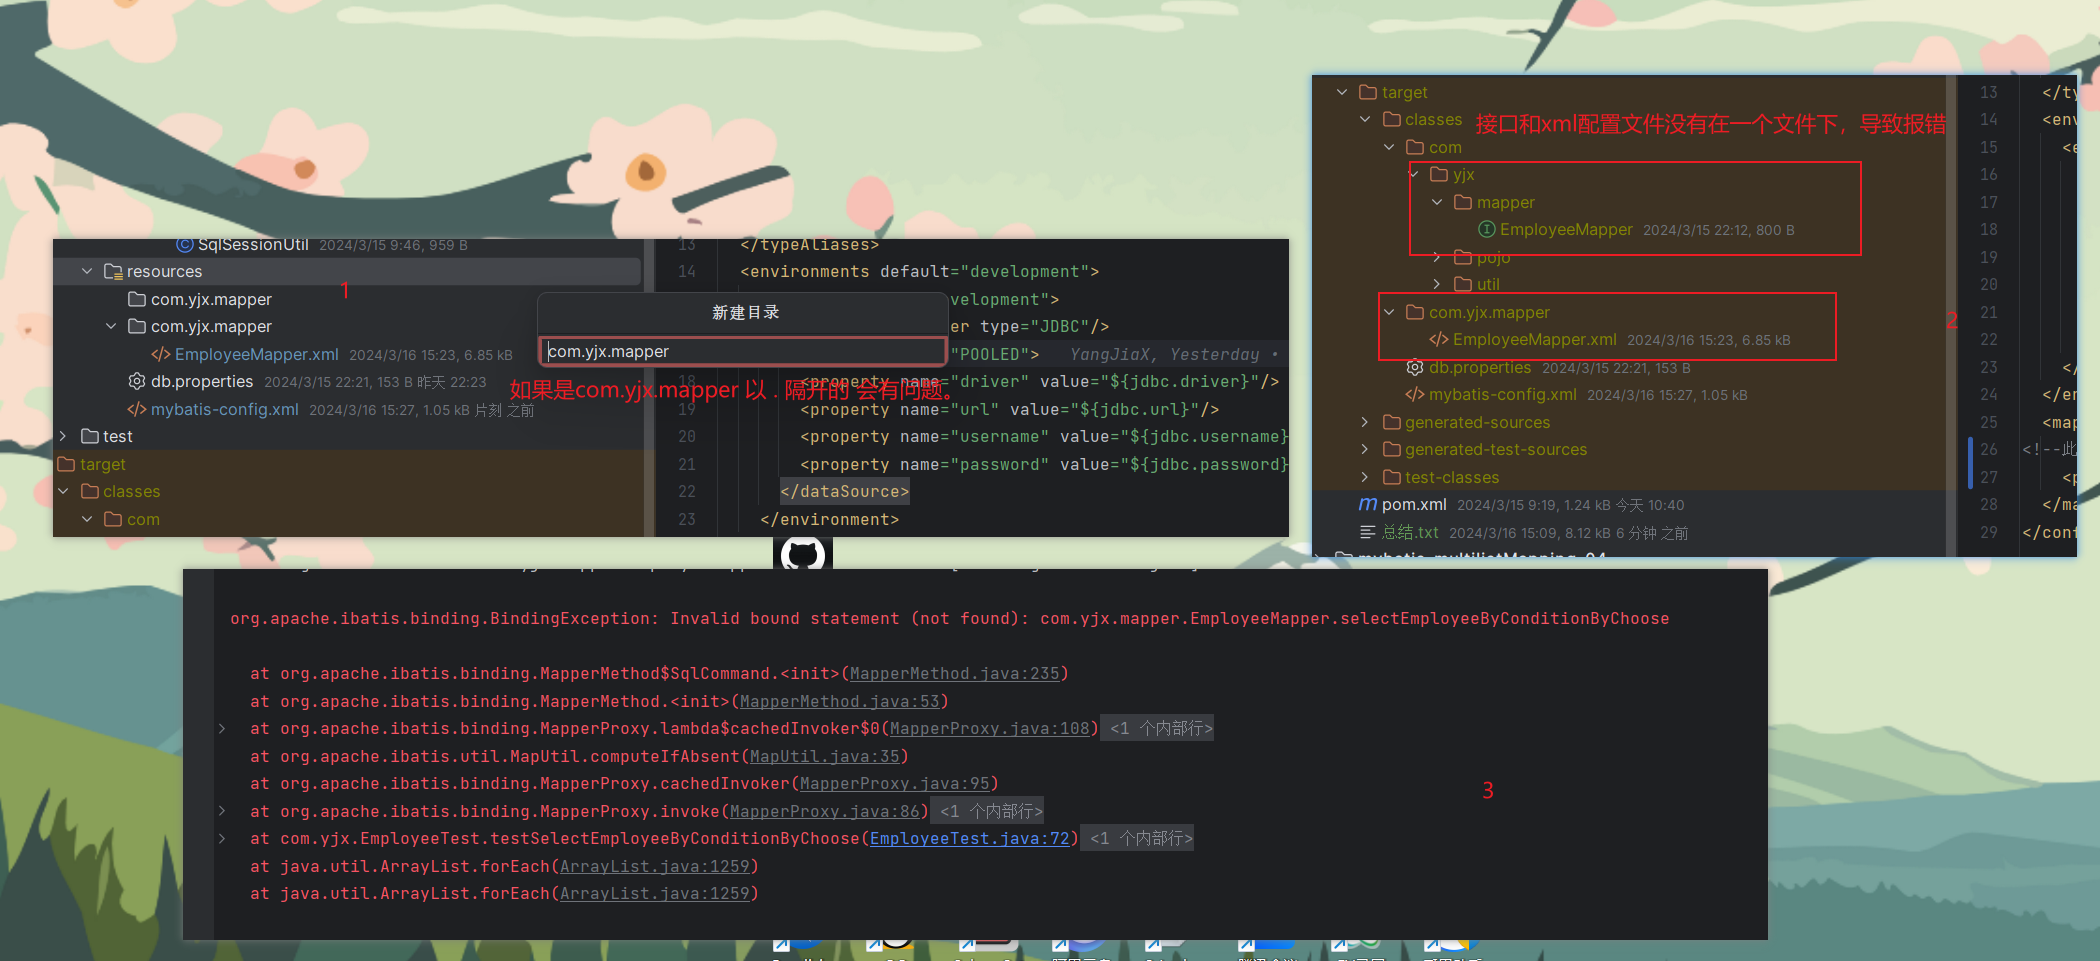 SqlSessionUtil 2024/3/15 9:46, 959 B
resources
1
com.yjx.mapper
com.yjx.mapper
EmployeeMapper.xml 2024/3/16 15:23, 6.85 kB
db.properties 2024/3/15 22:21, 153 B 昨天 22:23
mybatis-config.xml 2024/3/16 15:27, 1.05 kB 片刻 之前
test
target
classes
com
13 </typeAliases>
14 <environments default="development">
velopment">
er type="JDBC"/>
"POOLED"> YangJiaX, Yesterday •
18 <property name="driver" value="${jdbc.driver}"/>
19 <property name="url" value="${jdbc.url}"/>
20 <property name="username" value="${jdbc.username}
21 <property name="password" value="${jdbc.password}
22 </dataSource>
23 </environment>
新建目录
com.yjx.mapper
如果是com.yjx.mapper 以 . 隔开的 会有问题。
target
classes
接口和xml配置文件没有在一个文件下，导致报错
com
yjx
mapper
EmployeeMapper 2024/3/15 22:12, 800 B
pojo
util
com.yjx.mapper
2
EmployeeMapper.xml 2024/3/16 15:23, 6.85 kB
db.properties 2024/3/15 22:21, 153 B
mybatis-config.xml 2024/3/16 15:27, 1.05 kB
generated-sources
generated-test-sources
test-classes
pom.xml 2024/3/15 9:19, 1.24 kB 今天 10:40
总结.txt 2024/3/16 15:09, 8.12 kB 6 分钟 之前
13 </ty
14 <env
15 <e
16
17
18
19
20
21
22
23 </
24 </en
25 <map
26 <!--此
27 <p
28 </ma
29 </conf
org.apache.ibatis.binding.BindingException: Invalid bound statement (not found): com.yjx.mapper.EmployeeMapper.selectEmployeeByConditionByChoose
at org.apache.ibatis.binding.MapperMethod$SqlCommand.<init>(MapperMethod.java:235)
at org.apache.ibatis.binding.MapperMethod.<init>(MapperMethod.java:53)
at org.apache.ibatis.binding.MapperProxy.lambda$cachedInvoker$0(MapperProxy.java:108) <1 个内部行>
at org.apache.ibatis.util.MapUtil.computeIfAbsent(MapUtil.java:35)
at org.apache.ibatis.binding.MapperProxy.cachedInvoker(MapperProxy.java:95)
3
at org.apache.ibatis.binding.MapperProxy.invoke(MapperProxy.java:86) <1 个内部行>
at com.yjx.EmployeeTest.testSelectEmployeeByConditionByChoose(EmployeeTest.java:72) <1 个内部行>
at java.util.ArrayList.forEach(ArrayList.java:1259)
at java.util.ArrayList.forEach(ArrayList.java:1259)